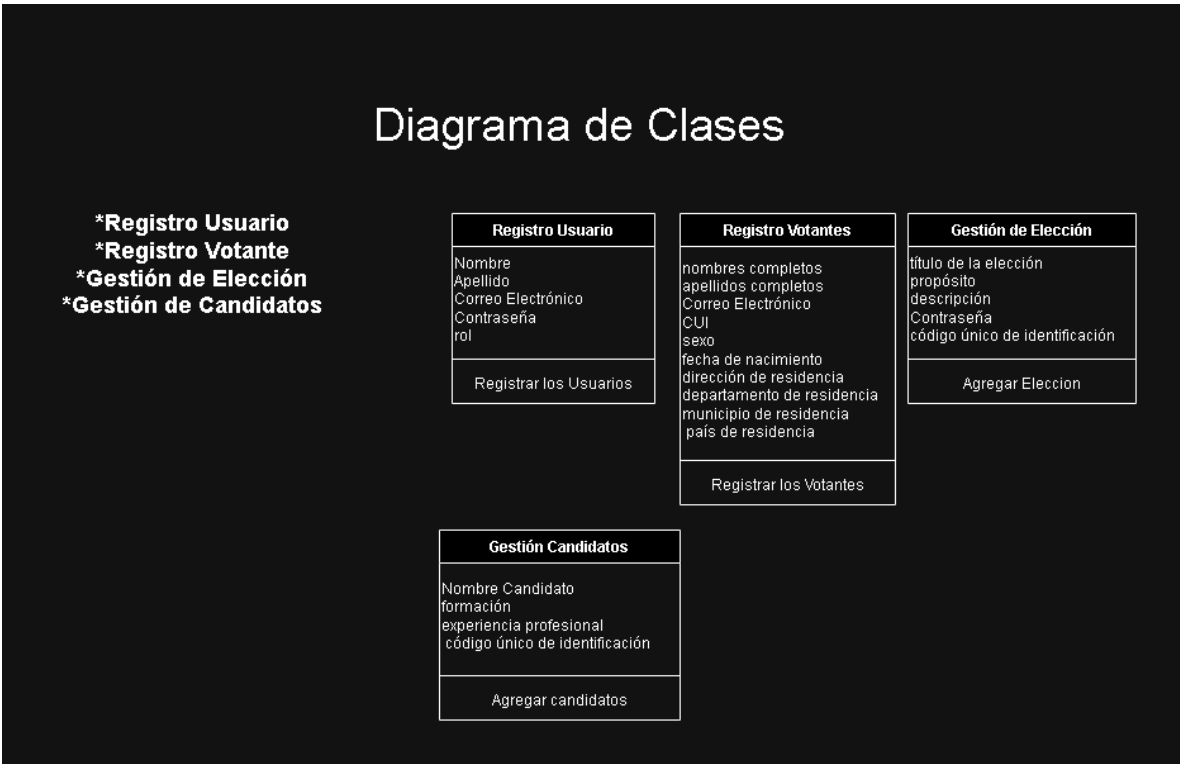 Diagrama de Clases
*Registro Usuario
*Registro Votante
*Gestión de Elección
*Gestión de Candidatos
Registro Usuario
Nombre
Apellido
Correo Electrónico
Contraseña
rol
Registrar los Usuarios
Registro Votantes
nombres completos
apellidos completos
Correo Electrónico
CUI
sexo
fecha de nacimiento
dirección de residencia
departamento de residencia
municipio de residencia
país de residencia
Registrar los Votantes
Gestión de Elección
título de la elección
propósito
descripción
Contraseña
código único de identificación
Agregar Eleccion
Gestión Candidatos
Nombre Candidato
formación
experiencia profesional
código único de identificación
Agregar candidatos